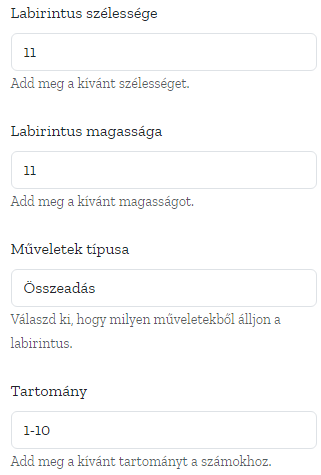 Labirintus szélessége
11
Add meg a kívánt szélességet.
Labirintus magassága
11
Add meg a kívánt magasságot.
Műveletek típusa
Összeadás
Válaszd ki, hogy milyen műveletekből álljon a
labirintus.
Tartomány
1-10
Add meg a kívánt tartományt a számokhoz.